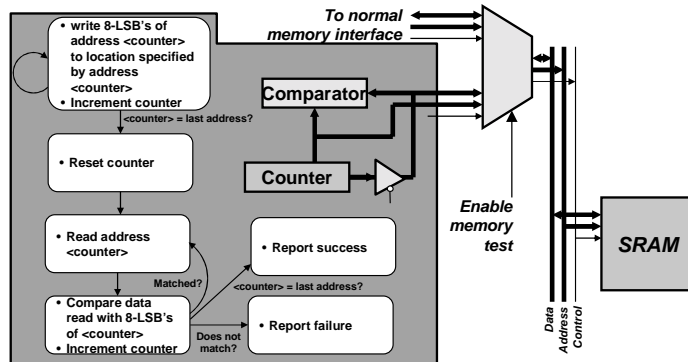 • write 8-LSB's of
address <counter>
to location specified
by address
<counter>
• Increment counter
<counter> = last address?
• Reset counter
• Read address
<counter>
Matched?
• Compare data
read with 8-LSB's
of <counter>
• Increment counter
• Report success
<counter> = last address?
Does not
match?
• Report failure
Comparator
Counter
To normal
memory interface
Enable
memory
test
SRAM
Data
Address
Control